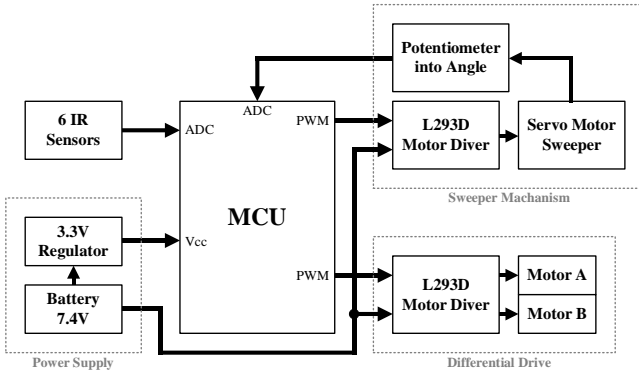 Potentiometer
into Angle
ADC
PWM
6 IR
Sensors
ADC
L293D
Motor Diver
Servo Motor
Sweeper
Sweeper Machanism
MCU
3.3V
Regulator
Vcc
Battery
7.4V
PWM
L293D
Motor Diver
Motor A
Motor B
Power Supply
Differential Drive